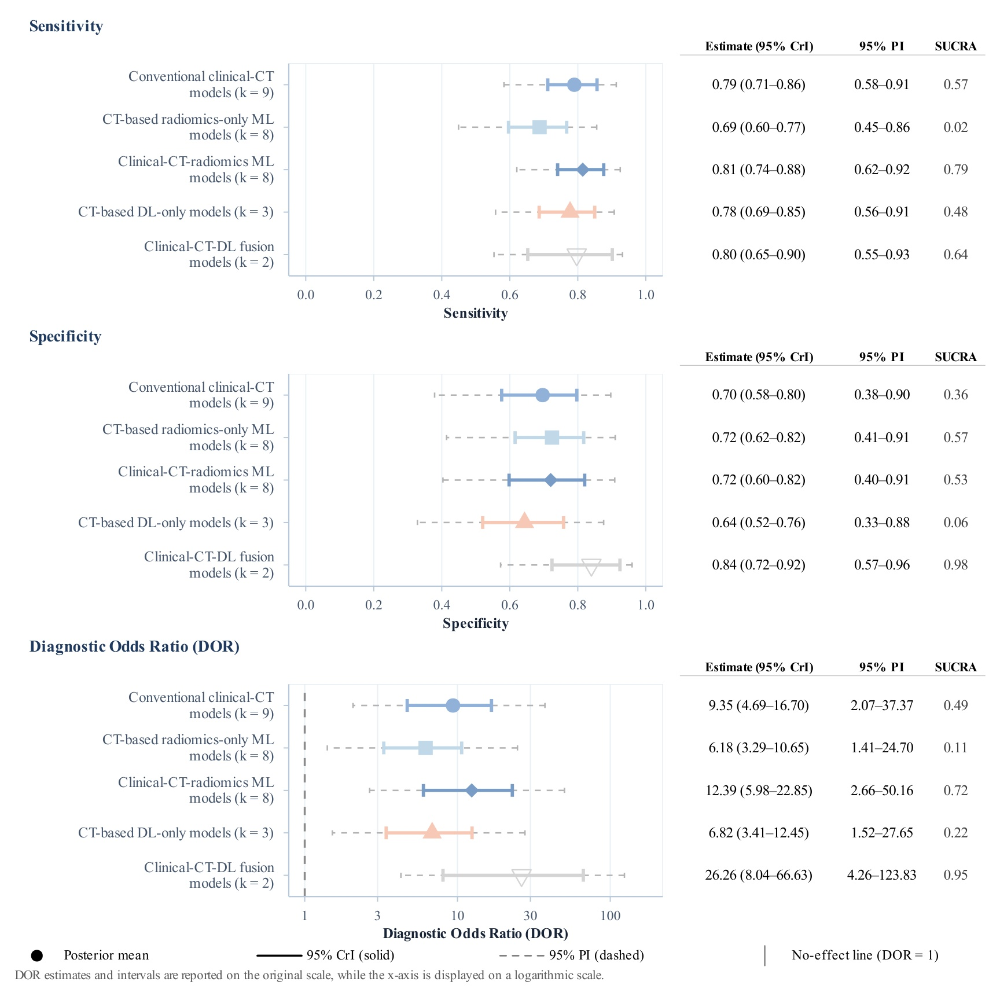 Sensitivity
Estimate (95% CrI) 95% PI SUCRA
Conventional clinical-CT
models (k = 9) 0.79 (0.71–0.86) 0.58–0.91 0.57
CT-based radiomics-only ML
models (k = 8) 0.69 (0.60–0.77) 0.45–0.86 0.02
Clinical-CT-radiomics ML
models (k = 8) 0.81 (0.74–0.88) 0.62–0.92 0.79
CT-based DL-only models (k = 3) 0.78 (0.69–0.85) 0.56–0.91 0.48
Clinical-CT-DL fusion
models (k = 2) 0.80 (0.65–0.90) 0.55–0.93 0.64
0.0 0.2 0.4 0.6 0.8 1.0
Sensitivity
Specificity
Estimate (95% CrI) 95% PI SUCRA
Conventional clinical-CT
models (k = 9) 0.70 (0.58–0.80) 0.38–0.90 0.36
CT-based radiomics-only ML
models (k = 8) 0.72 (0.62–0.82) 0.41–0.91 0.57
Clinical-CT-radiomics ML
models (k = 8) 0.72 (0.60–0.82) 0.40–0.91 0.53
CT-based DL-only models (k = 3) 0.64 (0.52–0.76) 0.33–0.88 0.06
Clinical-CT-DL fusion
models (k = 2) 0.84 (0.72–0.92) 0.57–0.96 0.98
0.0 0.2 0.4 0.6 0.8 1.0
Specificity
Diagnostic Odds Ratio (DOR)
Estimate (95% CrI) 95% PI SUCRA
Conventional clinical-CT
models (k = 9) 9.35 (4.69–16.70) 2.07–37.37 0.49
CT-based radiomics-only ML
models (k = 8) 6.18 (3.29–10.65) 1.41–24.70 0.11
Clinical-CT-radiomics ML
models (k = 8) 12.39 (5.98–22.85) 2.66–50.16 0.72
CT-based DL-only models (k = 3) 6.82 (3.41–12.45) 1.52–27.65 0.22
Clinical-CT-DL fusion
models (k = 2) 26.26 (8.04–66.63) 4.26–123.83 0.95
1 3 10 30 100
Diagnostic Odds Ratio (DOR)
Posterior mean 95% CrI (solid) 95% PI (dashed) No-effect line (DOR = 1)
DOR estimates and intervals are reported on the original scale, while the x-axis is displayed on a logarithmic scale.